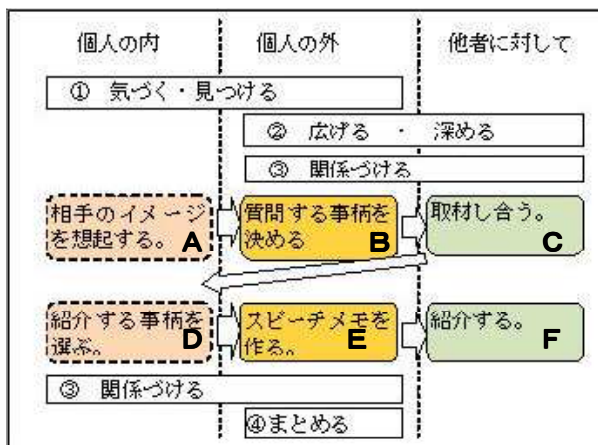 個人の内 個人の外 他者に対して
① 気づく・見つける
② 広げる ・ 深める
③ 関係づける
相手のイメージ
を想起する。 A
質問する事柄を
決める B
取材し合う。
C
紹介する事柄を
選ぶ。 D
スピーチメモを
作る。 E
紹介する。
F
③ 関係づける
④まとめる